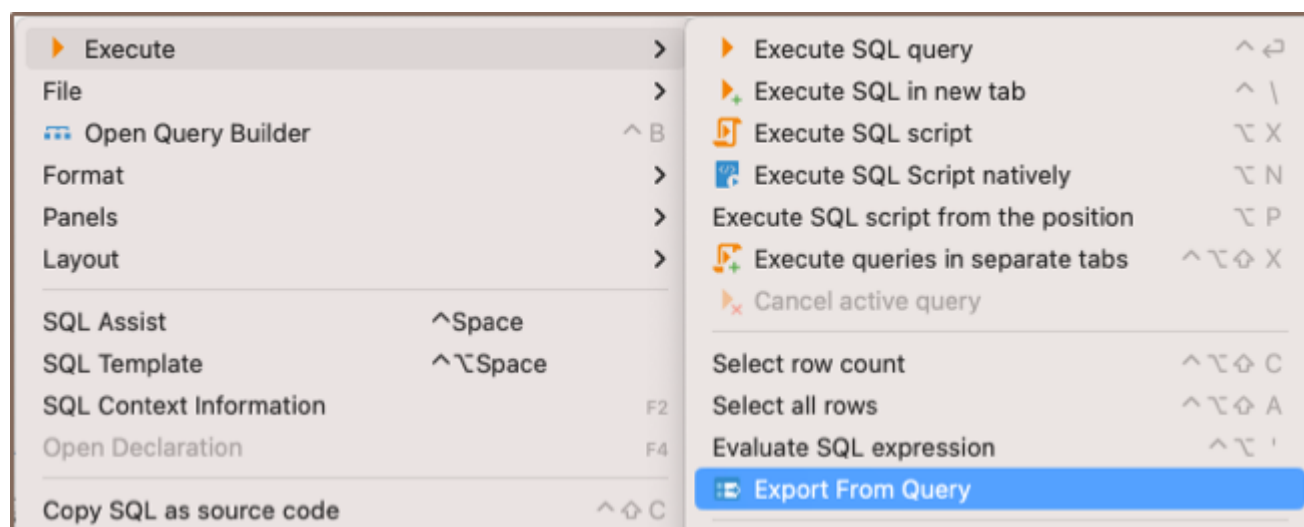 Execute
File
Open Query Builder ^ B
Format
Panels
Layout
SQL Assist ^Space
SQL Template ^⌥Space
SQL Context Information F2
Open Declaration F4
Copy SQL as source code ^ ⇧ C
Execute SQL query ^ ⏎
Execute SQL in new tab ^ \
Execute SQL script ⌥ X
Execute SQL Script natively ⌥ N
Execute SQL script from the position ⌥ P
Execute queries in separate tabs ^⌥⇧ X
Cancel active query
Select row count ^⌥⇧ C
Select all rows ^⌥⇧ A
Evaluate SQL expression ^⌥ '
Export From Query